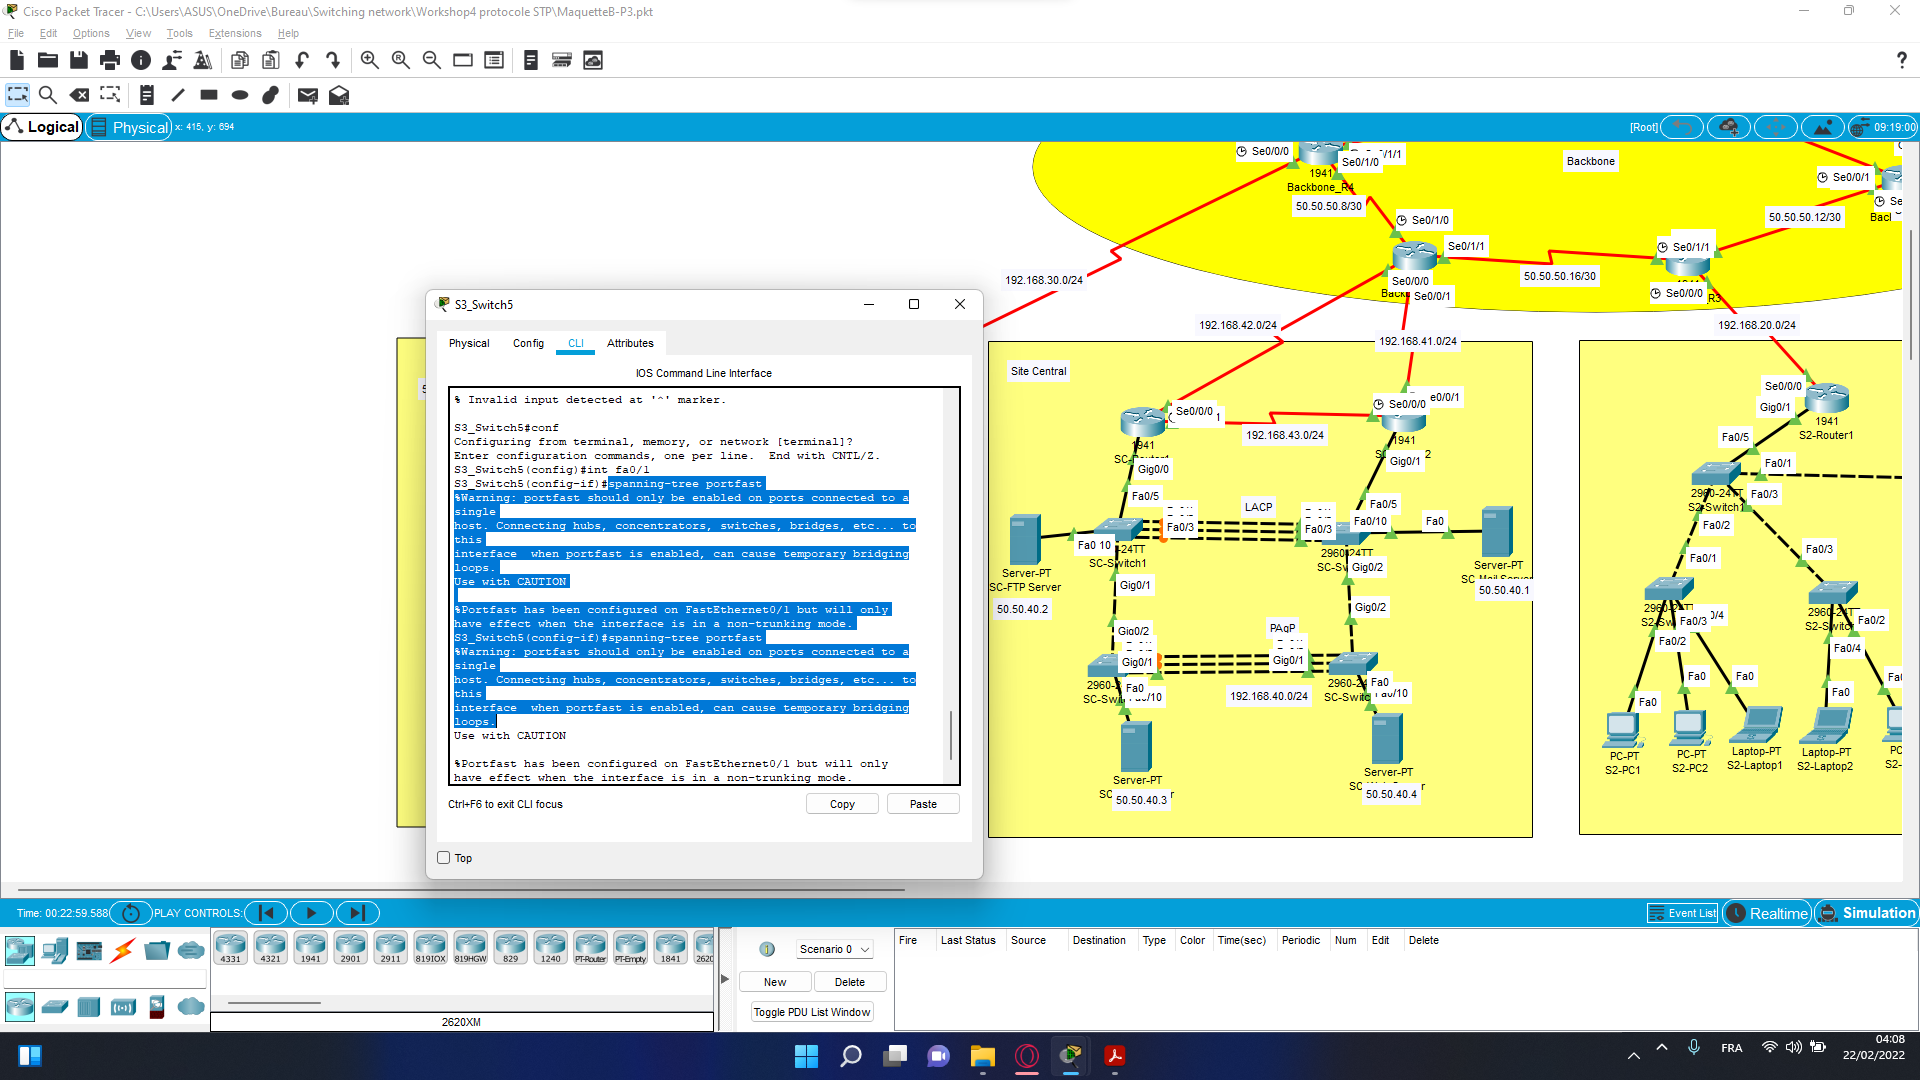 Cisco Packet Tracer - C:\Users\ASUS\OneDrive\Bureau\Switching network\Workshop4 protocole STP\MaquetteB-P3.pkt
File Edit Options View Tools Extensions Help
Logical Physical x: 415, y: 694
[Root] 09:19:00
Se0/0/0
Se0/1/0
/1/1
1941
Backbone_R4
50.50.50.8/30
Backbone
Se0/0/1
50.50.50.12/30
Se0/1/0
Se0/1/1
Se0/1/1
50.50.50.16/30
Se0/0/0
Se0/0/1
Se0/0/0
R3
192.168.30.0/24
192.168.42.0/24
192.168.41.0/24
192.168.20.0/24
S3_Switch5
Physical Config CLI Attributes
IOS Command Line Interface
% Invalid input detected at '^' marker.
S3_Switch5#conf
Configuring from terminal, memory, or network [terminal]?
Enter configuration commands, one per line.  End with CNTL/Z.
S3_Switch5(config)#int fa0/1
S3_Switch5(config-if)#spanning-tree portfast
%Warning: portfast should only be enabled on ports connected to a
single
host. Connecting hubs, concentrators, switches, bridges, etc... to
this
interface  when portfast is enabled, can cause temporary bridging
loops.
Use with CAUTION
%Portfast has been configured on FastEthernet0/1 but will only
have effect when the interface is in a non-trunking mode.
S3_Switch5(config-if)#spanning-tree portfast
%Warning: portfast should only be enabled on ports connected to a
single
host. Connecting hubs, concentrators, switches, bridges, etc... to
this
interface  when portfast is enabled, can cause temporary bridging
loops.
Use with CAUTION
%Portfast has been configured on FastEthernet0/1 but will only
have effect when the interface is in a non-trunking mode.
Ctrl+F6 to exit CLI focus
Copy Paste
Top
Site Central
Se0/0/0
Se0/0/0
e0/0/1
192.168.43.0/24
1941
1941
Gig0/0
Gig0/1
Fa0/5
Fa0/5
LACP
Fa0/3
Fa0/3
Fa0/10
Fa0
Fa0 10
SC-Switch1
Gig0/2
Server-PT
SC-FTP Server
50.50.40.2
Server-PT
SC-Mail Server
50.50.40.1
Gig0/1
Gig0/2
Gig0/2
PAgP
Gig0/1
Gig0/1
Fa0
Fa0
192.168.40.0/24
Server-PT
50.50.40.3
Server-PT
50.50.40.4
Se0/0/0
Gig0/1
1941
S2-Router1
Fa0/5
Fa0/1
Fa0/3
2960-24TT
S2-Switch1
Fa0/2
Fa0/1
Fa0/3
Fa0/3
0/4
Fa0/2
Fa0/2
Fa0/4
Fa0
Fa0
Fa0
Fa0
PC-PT
S2-PC1
PC-PT
S2-PC2
Laptop-PT
S2-Laptop1
Laptop-PT
S2-Laptop2
Time: 00:22:59.588 PLAY CONTROLS:
Event List Realtime Simulation
4331 4321 1941 2901 2911 819IOX 819HGW 829 1240 PT-Router PT-Empty 1841 2620
2620XM
Scenario 0
New Delete
Toggle PDU List Window
Fire Last Status Source Destination Type Color Time(sec) Periodic Num Edit Delete
FRA
04:08
22/02/2022